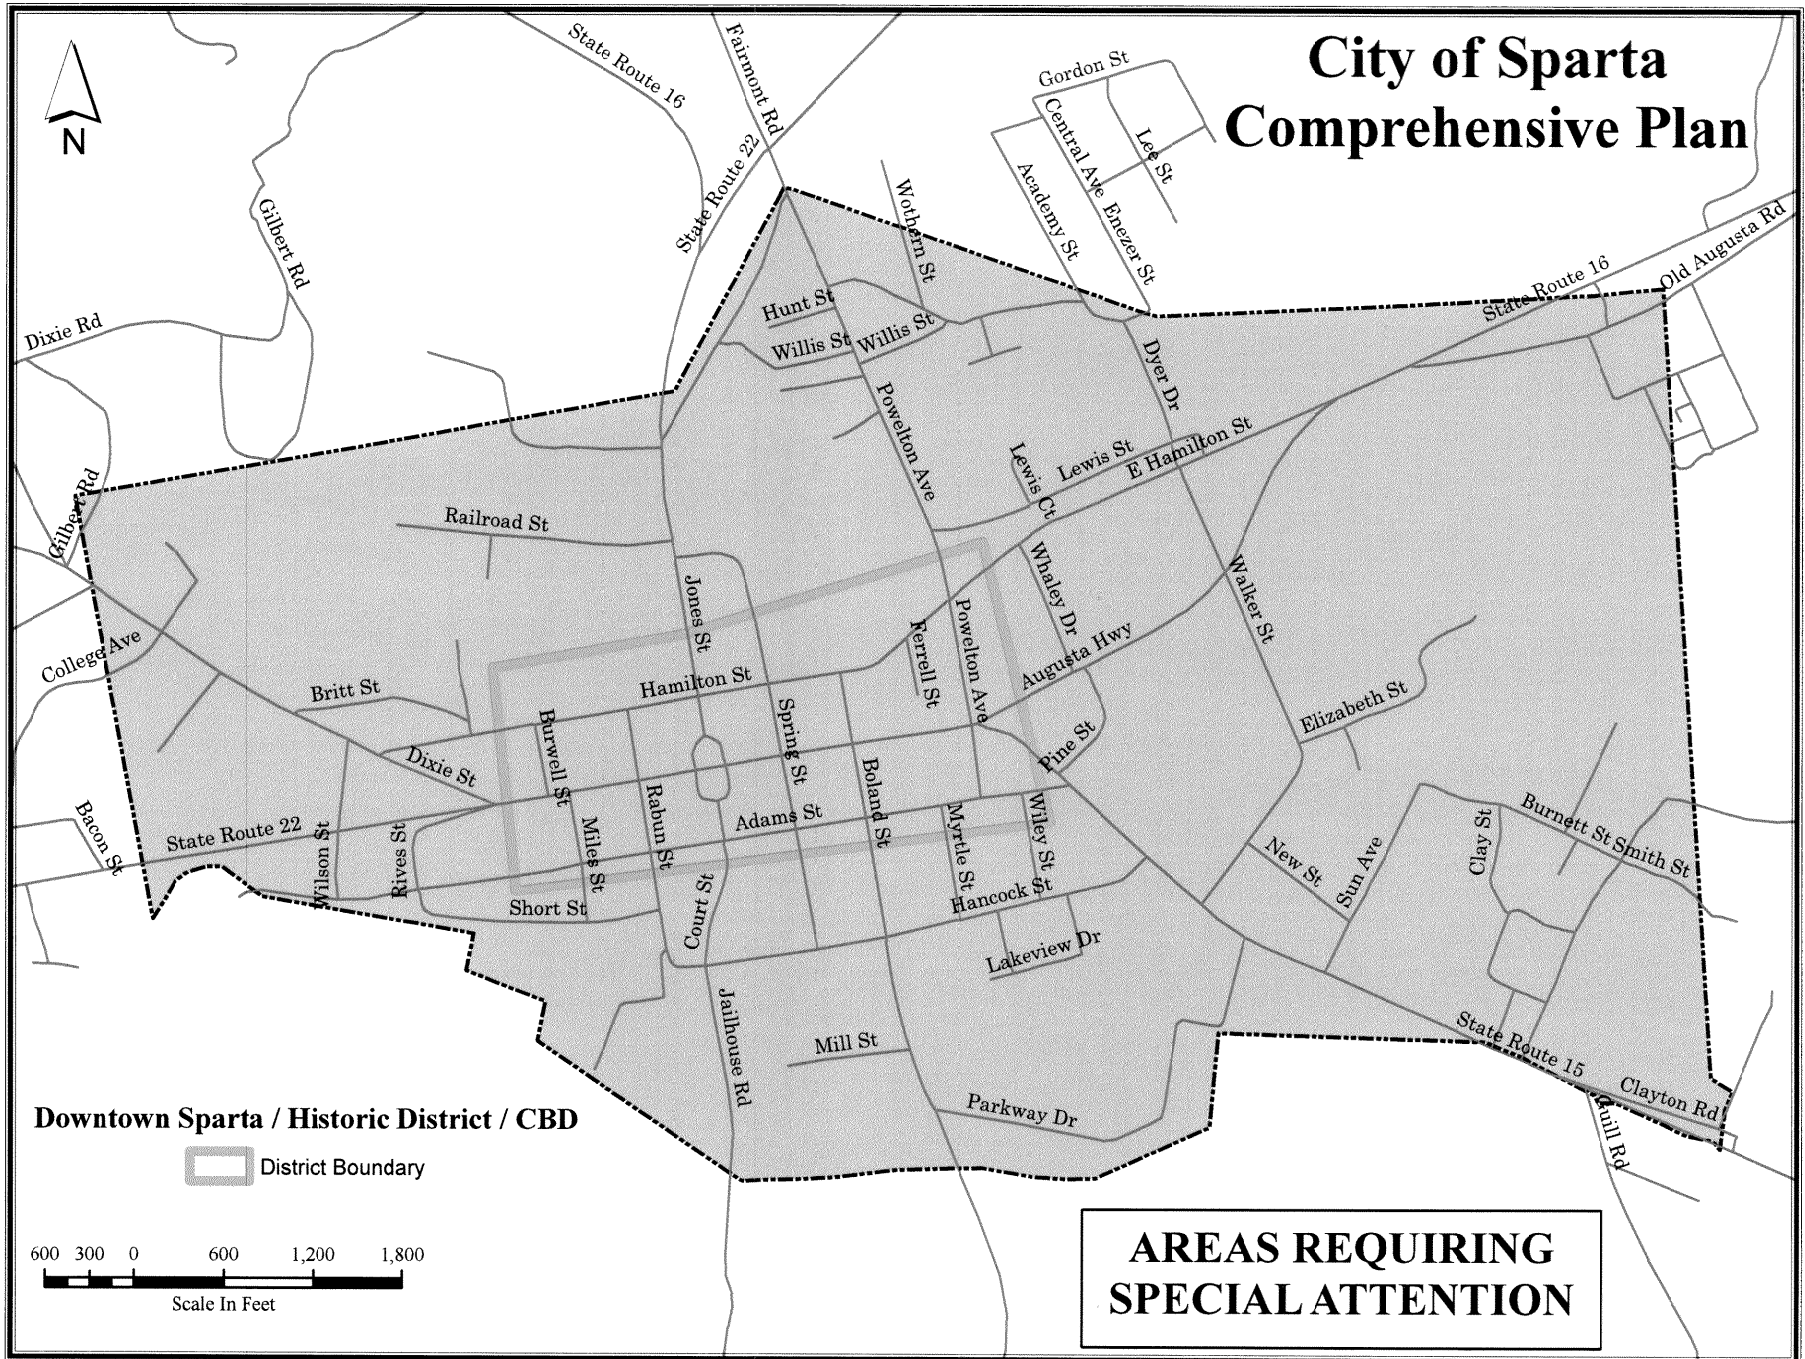 City of Sparta
Comprehensive Plan
N
State Route 16
Fairmont Rd
State Route 22
Gordon St
Central Ave
Lee St
Academy St
Enezer St
Wothern St
Gilbert Rd
Dixie Rd
Hunt St
Willis St
Willis St
State Route 16
Old Augusta Rd
Dyer Dr
Powelton Ave
Lewis St
Lewis Ct
E Hamilton St
Gilbert Rd
Railroad St
Jones St
Whaley Dr
Walker St
Powelton Ave
Ferrell St
Augusta Hwy
College Ave
Britt St
Hamilton St
Burwell St
Spring St
Elizabeth St
Pine St
Dixie St
Boland St
Rabun St
Adams St
Miles St
Myrtle St
Wiley St
Bacon St
State Route 22
Wilson St
Rives St
Short St
Court St
Hancock St
Lakeview Dr
New St
Sun Ave
Clay St
Burnett St
Smith St
Jailhouse Rd
Mill St
Parkway Dr
State Route 15
Clayton Rd
uill Rd
Downtown Sparta / Historic District / CBD
District Boundary
600 300 0 600 1,200 1,800
Scale In Feet
AREAS REQUIRING
SPECIAL ATTENTION